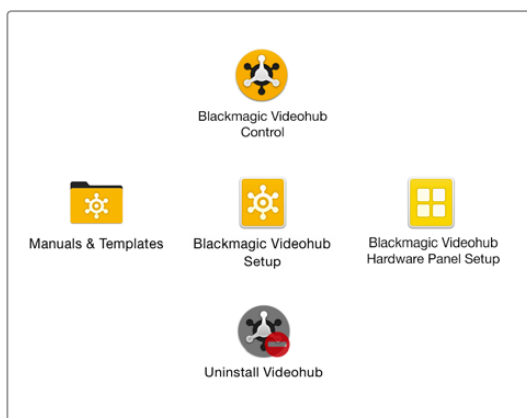 Blackmagic Videohub
Control
Manuals & Templates
Blackmagic Videohub
Setup
Blackmagic Videohub
Hardware Panel Setup
Uninstall Videohub